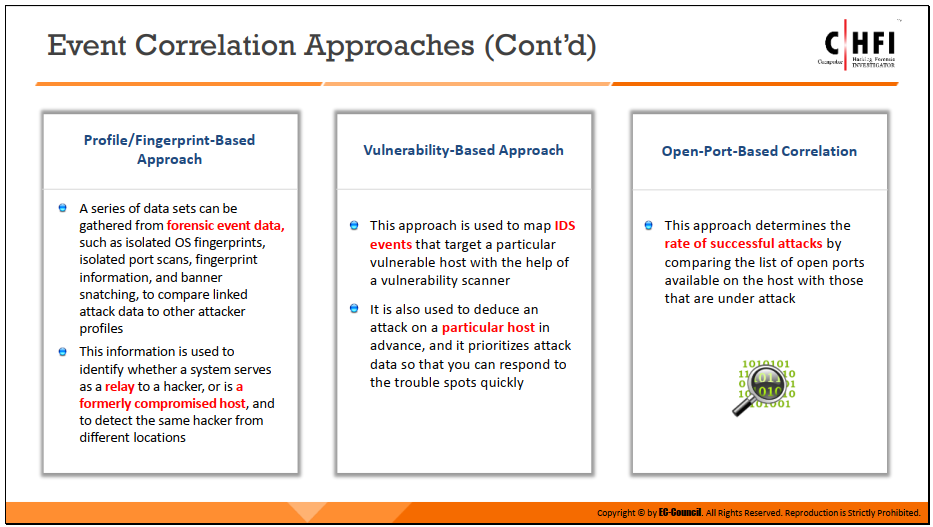 Event Correlation Approaches (Cont’d)
CHFI
Computer Hacking Forensic
INVESTIGATOR
Profile/Fingerprint-Based
Approach
A series of data sets can be
gathered from forensic event data,
such as isolated OS fingerprints,
isolated port scans, fingerprint
information, and banner
snatching, to compare linked
attack data to other attacker
profiles
This information is used to
identify whether a system serves
as a relay to a hacker, or is a
formerly compromised host, and
to detect the same hacker from
different locations
Vulnerability-Based Approach
This approach is used to map IDS
events that target a particular
vulnerable host with the help of
a vulnerability scanner
It is also used to deduce an
attack on a particular host in
advance, and it prioritizes attack
data so that you can respond to
the trouble spots quickly
Open-Port-Based Correlation
This approach determines the
rate of successful attacks by
comparing the list of open ports
available on the host with those
that are under attack
1010101
Copyright © by EC-Council. All Rights Reserved. Reproduction is Strictly Prohibited.